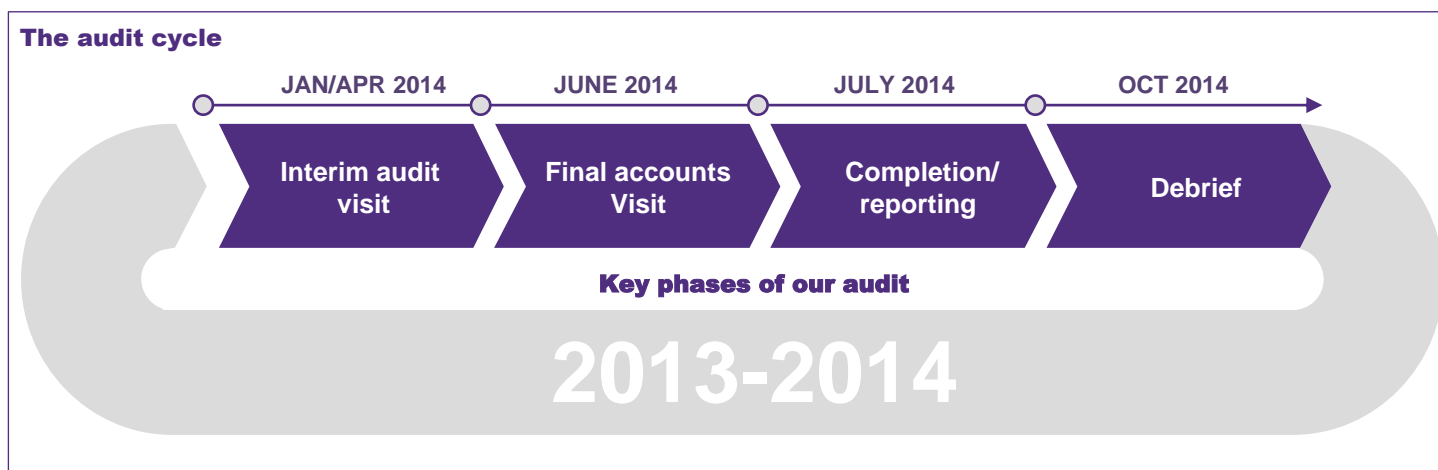 The audit cycle
JAN/APR 2014
JUNE 2014
JULY 2014
OCT 2014
Interim audit
visit
Final accounts
Visit
Completion/
reporting
Debrief
Key phases of our audit
2013-2014